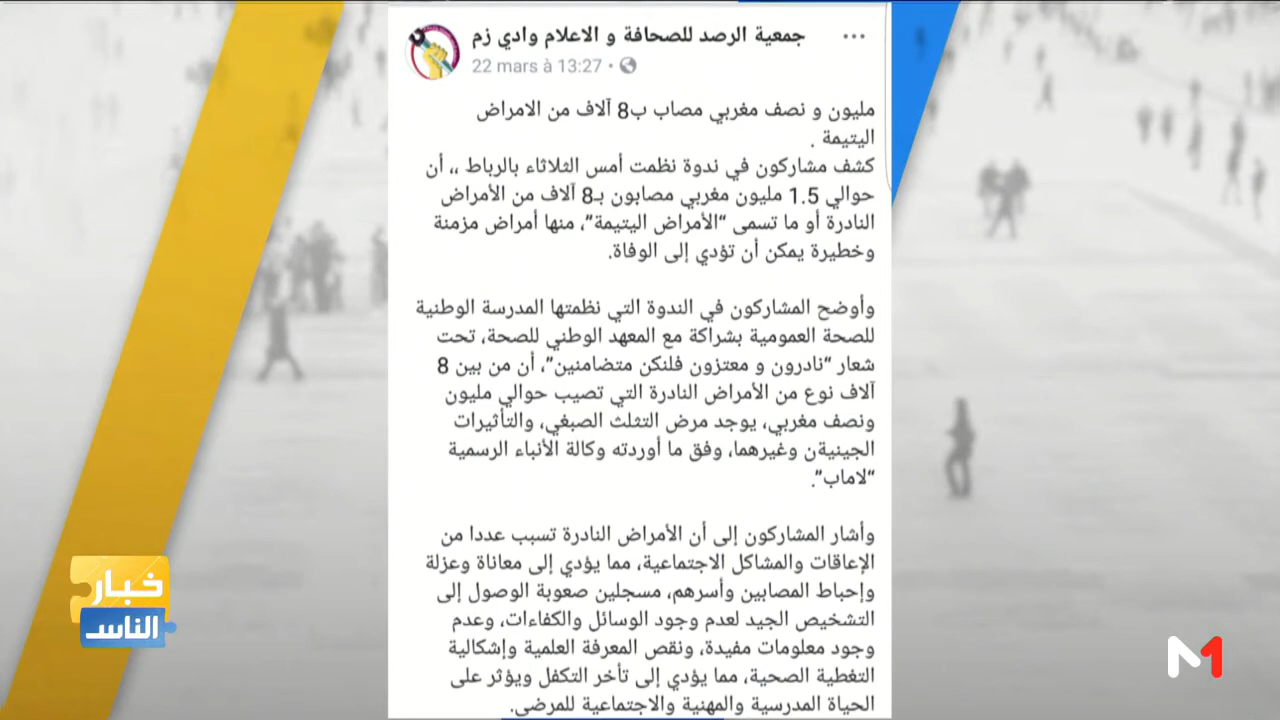 جمعية الرصد للصحافة و الاعلام وادي زم
22 mars à 13:27
مليون و نصف مغربي مصاب ب8 آلاف من الامراض
اليتيمة .
كشف مشاركون في ندوة نظمت أمس الثلاثاء بالرباط ،، أن
حوالي 1.5 مليون مغربي مصابون بـ8 آلاف من الأمراض
النادرة أو ما تسمى “الأمراض اليتيمة”، منها أمراض مزمنة
وخطيرة يمكن أن تؤدي إلى الوفاة.
وأوضح المشاركون في الندوة التي نظمتها المدرسة الوطنية
للصحة العمومية بشراكة مع المعهد الوطني للصحة، تحت
شعار “نادرون و معتزون فلنكن متضامنين”، أن من بين 8
آلاف نوع من الأمراض النادرة التي تصيب حوالي مليون
ونصف مغربي، يوجد مرض التثلث الصبغي، والتأثيرات
الجينيةن وغيرهما، وفق ما أوردته وكالة الأنباء الرسمية
“لاماب”.
وأشار المشاركون إلى أن الأمراض النادرة تسبب عددا من
الإعاقات والمشاكل الاجتماعية، مما يؤدي إلى معاناة وعزلة
وإحباط المصابين وأسرهم، مسجلين صعوبة الوصول إلى
التشخيص الجيد لعدم وجود الوسائل والكفاءات، وعدم
وجود معلومات مفيدة، ونقص المعرفة العلمية وإشكالية
التغطية الصحية، مما يؤدي إلى تأخر التكفل ويؤثر على
الحياة المدرسية والمهنية والاجتماعية للمرضى.
خبار
الناس
M1